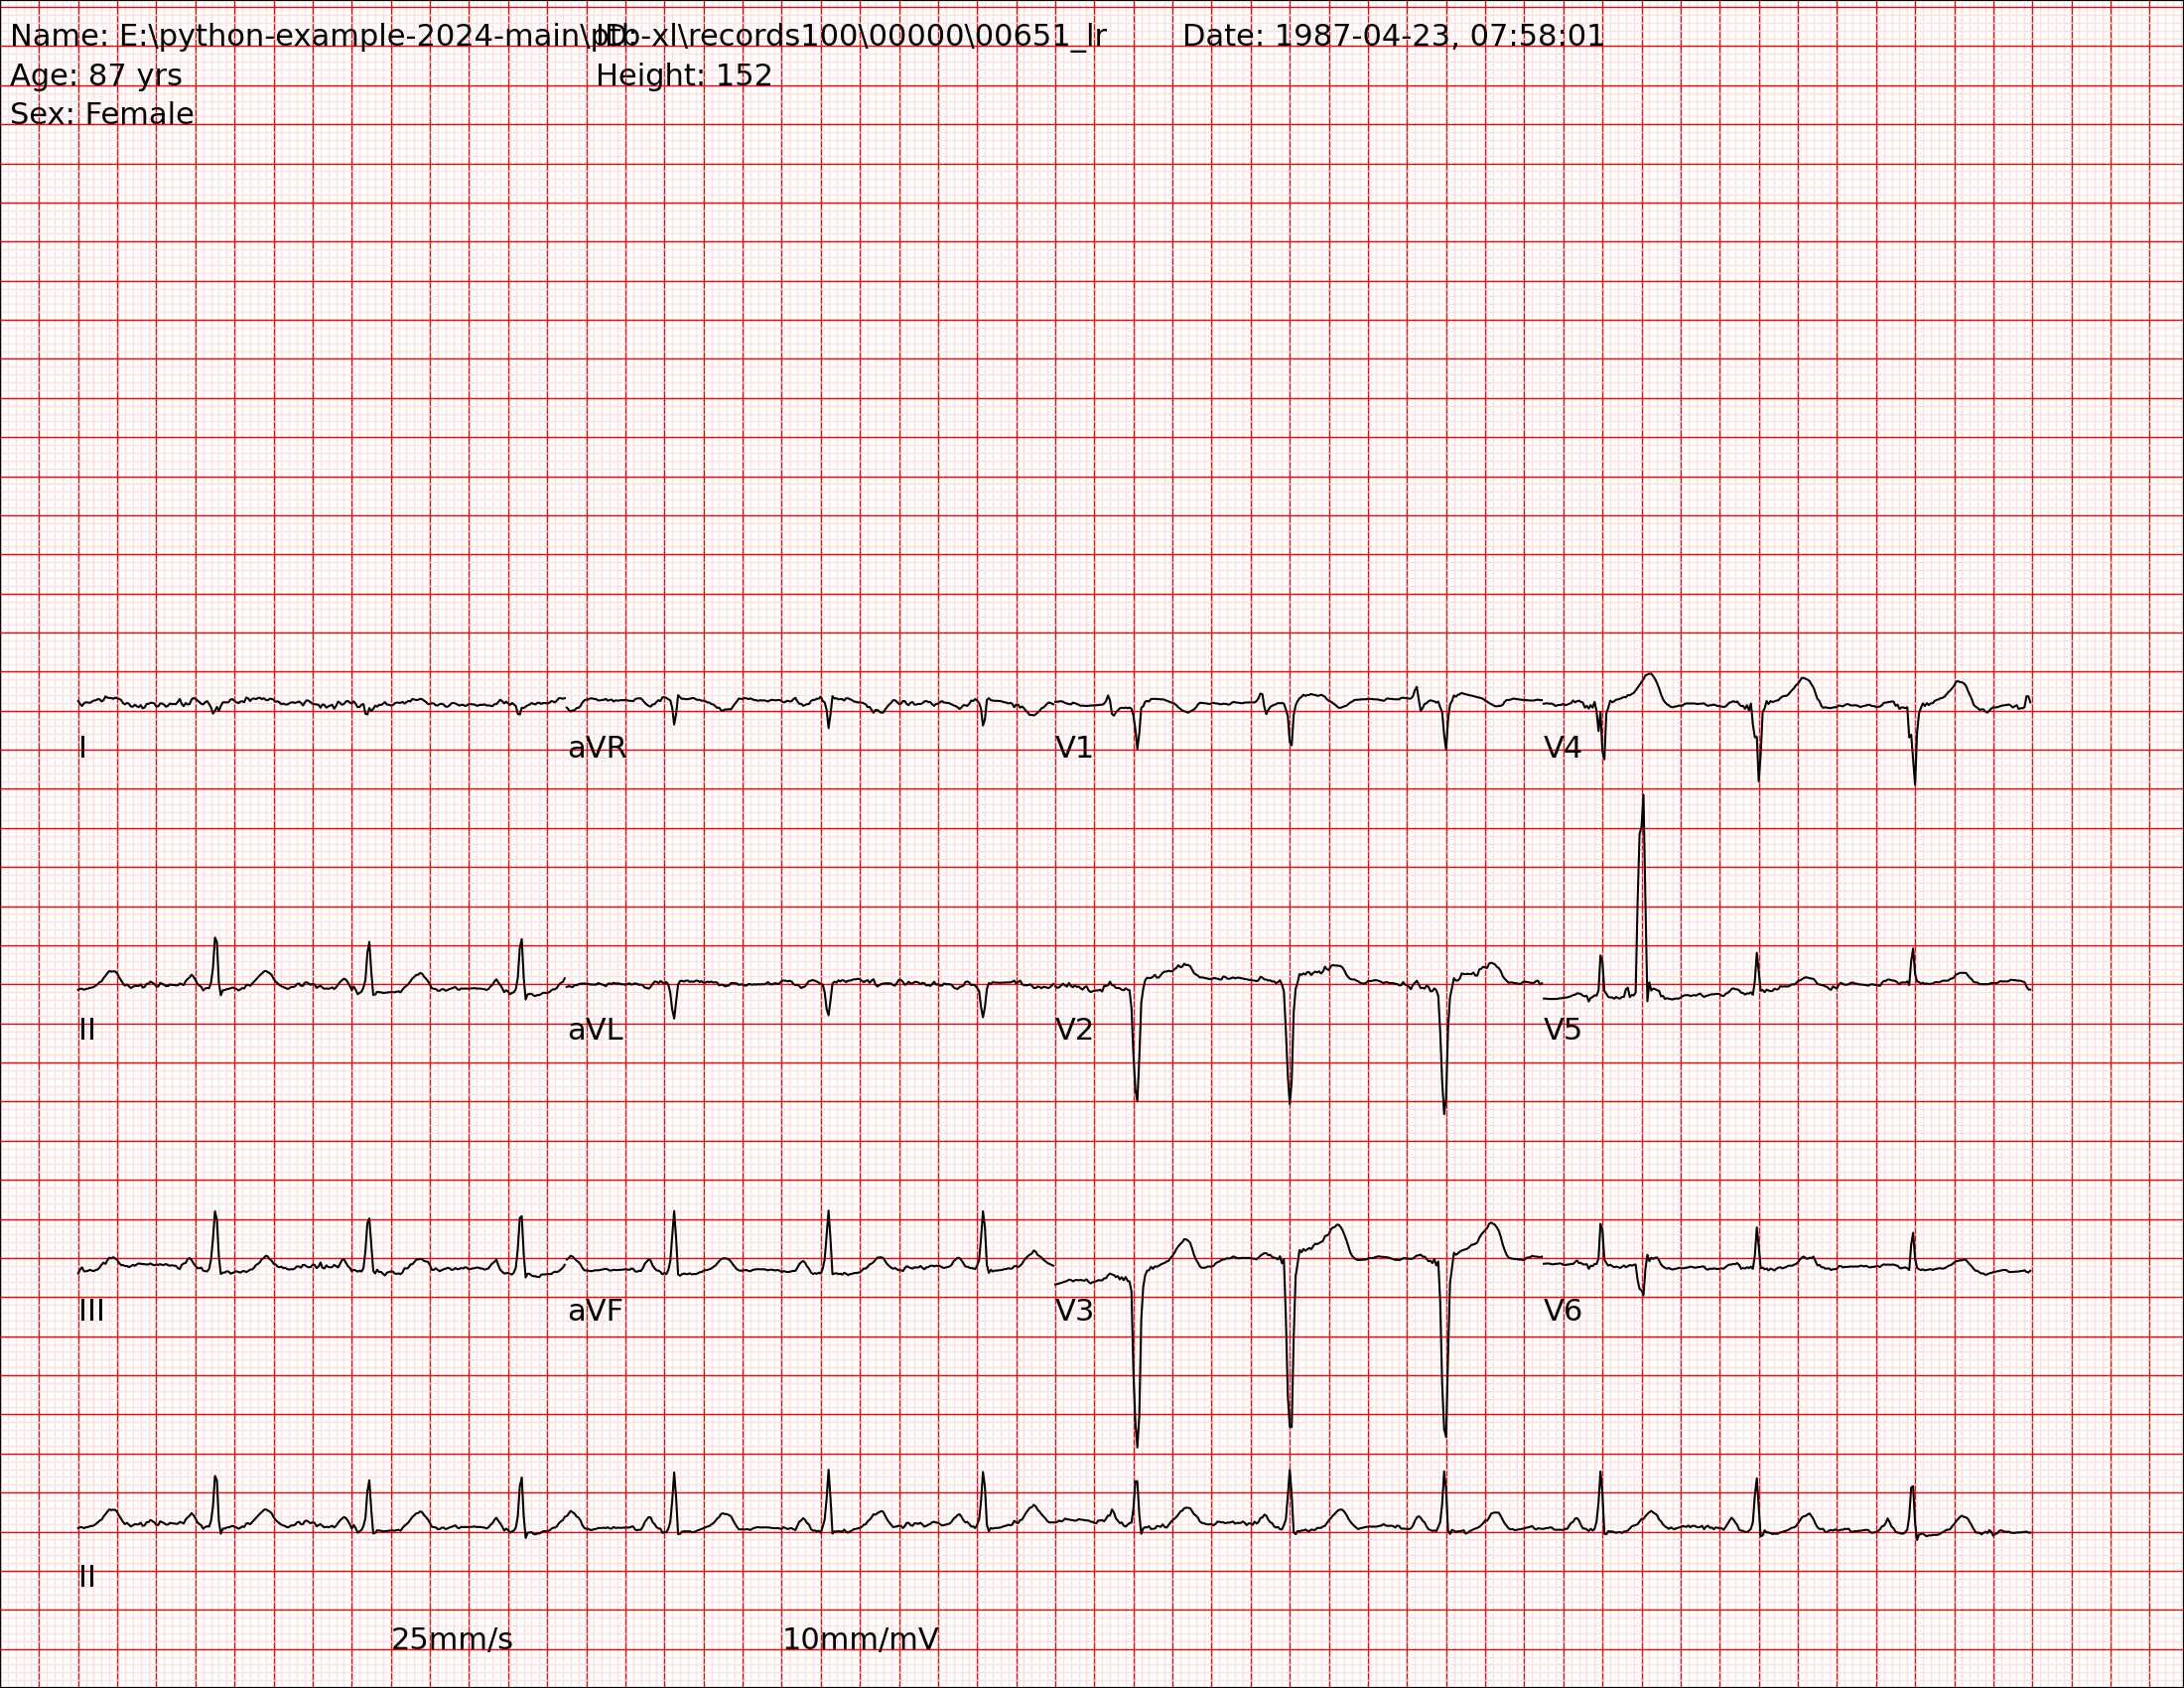 Name: E:\python-example-2024-main\ptb-xl\records100\00000\00651_lr
ID:
Date: 1987-04-23, 07:58:01
Age: 87 yrs
Height: 152
Sex: Female
I aVR V1 V4
II aVL V2 V5
III aVF V3 V6
II
25mm/s 10mm/mV